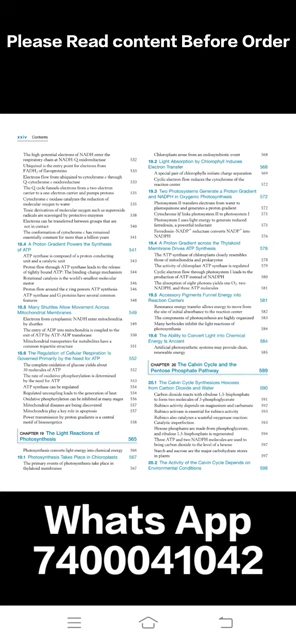 Please Read content Before Order
xxiv Contents
The high-potential electrons of NADH enter the
respiratory chain at NADH-Q oxidoreductase 532
Ubiquinol is the entry point for electrons from
FADH2 of flavoproteins 533
Electrons flow from ubiquinol to cytochrome c through
Q-cytochrome c oxidoreductase 533
The Q cycle funnels electrons from a two-electron
carrier to a one-electron carrier and pumps protons 535
Cytochrome c oxidase catalyzes the reduction of
molecular oxygen to water 535
Toxic derivatives of molecular oxygen such as superoxide
radicals are scavenged by protective enzymes 538
Electrons can be transferred between groups that are
not in contact 540
The conformation of cytochrome c has remained
essentially constant for more than a billion years 541
18.4 A Proton Gradient Powers the Synthesis
of ATP 541
ATP synthase is composed of a proton-conducting
unit and a catalytic unit 543
Proton flow through ATP synthase leads to the release
of tightly bound ATP: The binding-change mechanism 544
Rotational catalysis is the world's smallest molecular
motor 546
Proton flow around the c ring powers ATP synthesis 546
ATP synthase and G proteins have several common
features 548
18.5 Many Shuttles Allow Movement Across
Mitochondrial Membranes 549
Electrons from cytoplasmic NADH enter mitochondria
by shuttles 549
The entry of ADP into mitochondria is coupled to the
exit of ATP by ATP-ADP translocase 550
Mitochondrial transporters for metabolites have a
common tripartite structure 551
18.6 The Regulation of Cellular Respiration Is
Governed Primarily by the Need for ATP 552
The complete oxidation of glucose yields about
30 molecules of ATP 552
The rate of oxidative phosphorylation is determined
by the need for ATP 553
ATP synthase can be regulated 554
Regulated uncoupling leads to the generation of heat 554
Oxidative phosphorylation can be inhibited at many stages 556
Mitochondrial diseases are being discovered 557
Mitochondria play a key role in apoptosis 557
Power transmission by proton gradients is a central
motif of bioenergetics 558
CHAPTER 19 The Light Reactions of
Photosynthesis 565
Photosynthesis converts light energy into chemical energy 566
19.1 Photosynthesis Takes Place in Chloroplasts 567
The primary events of photosynthesis take place in
thylakoid membranes 567
Chloroplasts arose from an endosymbiotic event 568
19.2 Light Absorption by Chlorophyll Induces
Electron Transfer 568
A special pair of chlorophylls initiate charge separation 569
Cyclic electron flow reduces the cytochrome of the
reaction center 572
19.3 Two Photosystems Generate a Proton Gradient
and NADPH in Oxygenic Photosynthesis 572
Photosystem II transfers electrons from water to
plastoquinone and generates a proton gradient 572
Cytochrome bf links photosystem II to photosystem I 575
Photosystem I uses light energy to generate reduced
ferredoxin, a powerful reductant 575
Ferredoxin–NADP+ reductase converts NADP+ into
NADPH 576
19.4 A Proton Gradient across the Thylakoid
Membrane Drives ATP Synthesis 578
The ATP synthase of chloroplasts closely resembles
those of mitochondria and prokaryotes 578
The activity of chloroplast ATP synthase is regulated 579
Cyclic electron flow through photosystem I leads to the
production of ATP instead of NADPH 580
The absorption of eight photons yields one O2, two
NADPH, and three ATP molecules 581
19.5 Accessory Pigments Funnel Energy into
Reaction Centers 581
Resonance energy transfer allows energy to move from
the site of initial absorbance to the reaction center 581
The components of photosynthesis are highly organized 582
Many herbicides inhibit the light reactions of
photosynthesis 584
19.6 The Ability to Convert Light into Chemical
Energy Is Ancient 584
Artificial photosynthetic systems may provide clean,
renewable energy 585
CHAPTER 20 The Calvin Cycle and the
Pentose Phosphate Pathway 589
20.1 The Calvin Cycle Synthesizes Hexoses
from Carbon Dioxide and Water 590
Carbon dioxide reacts with ribulose 1,5-bisphosphate
to form two molecules of 3-phosphoglycerate 591
Rubisco activity depends on magnesium and carbamate 592
Rubisco activase is essential for rubisco activity 593
Rubisco also catalyzes a wasteful oxygenase reaction:
Catalytic imperfection 593
Hexose phosphates are made from phosphoglycerate,
and ribulose 1,5-bisphosphate is regenerated 594
Three ATP and two NADPH molecules are used to
bring carbon dioxide to the level of a hexose 597
Starch and sucrose are the major carbohydrate stores
in plants 597
20.2 The Activity of the Calvin Cycle Depends on
Environmental Conditions 598
Whats App
7400041042